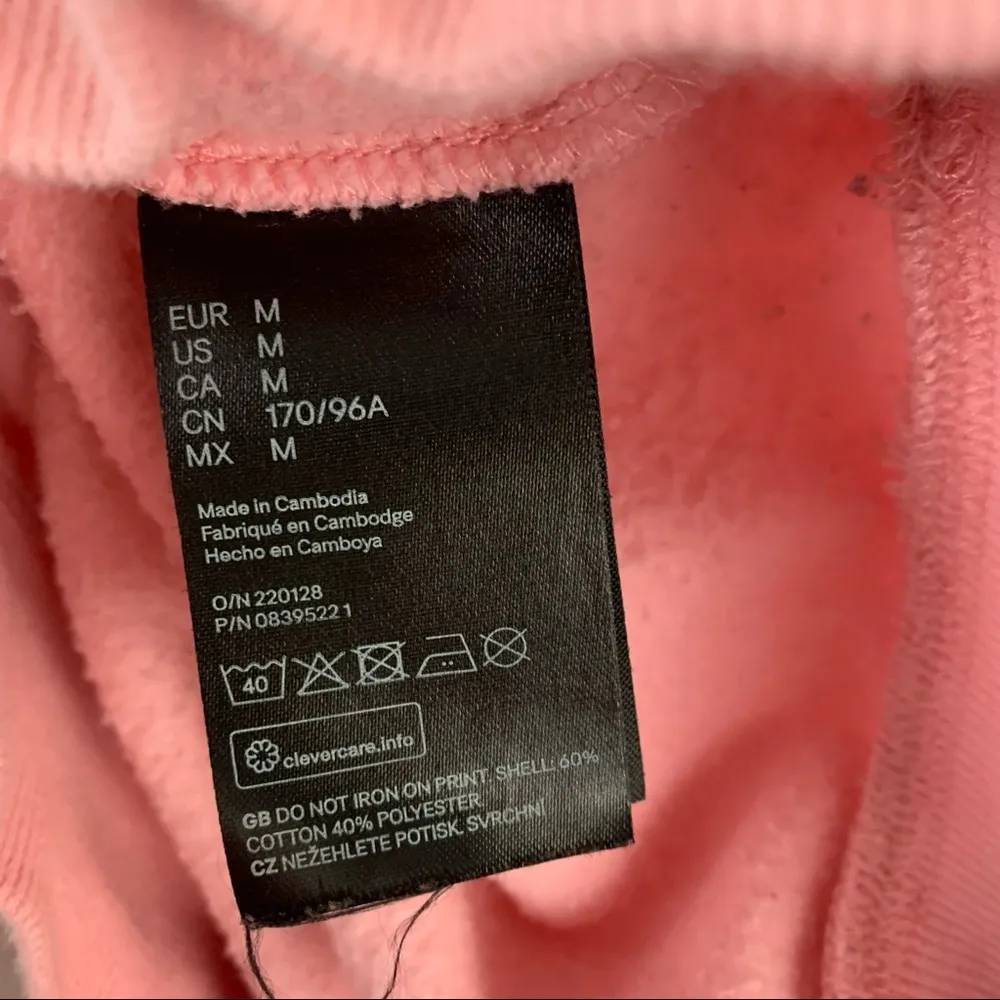 EUR M
US M
CA M
CN 170/96A
MX M
Made in Cambodia
Fabriqué en Cambodge
Hecho en Camboya
O/N 220128
P/N 08395221
40
clevercare.info
GB DO NOT IRON ON PRINT. SHELL: 60%
COTTON 40% POLYESTER
CZ NEŽEHLETE POTISK. SVRCHNÍ